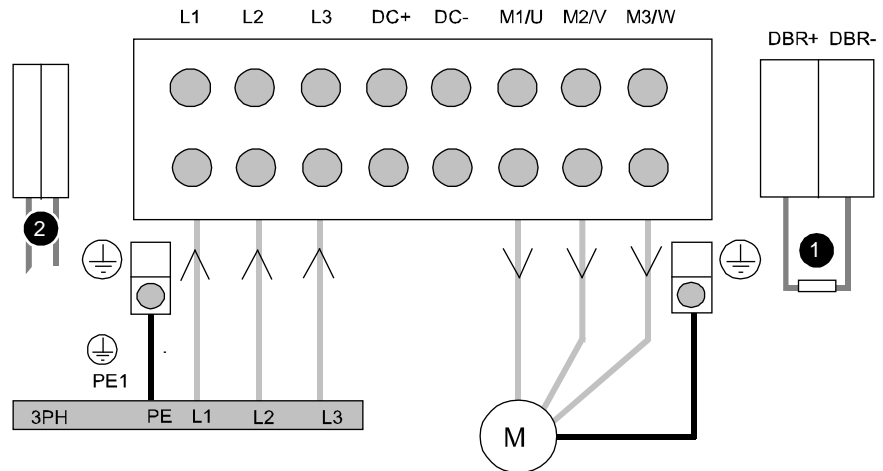 L1 L2 L3 DC+ DC- M1/U M2/V M3/W
DBR+ DBR-
2
1
PE1
3PH PE L1 L2 L3
M